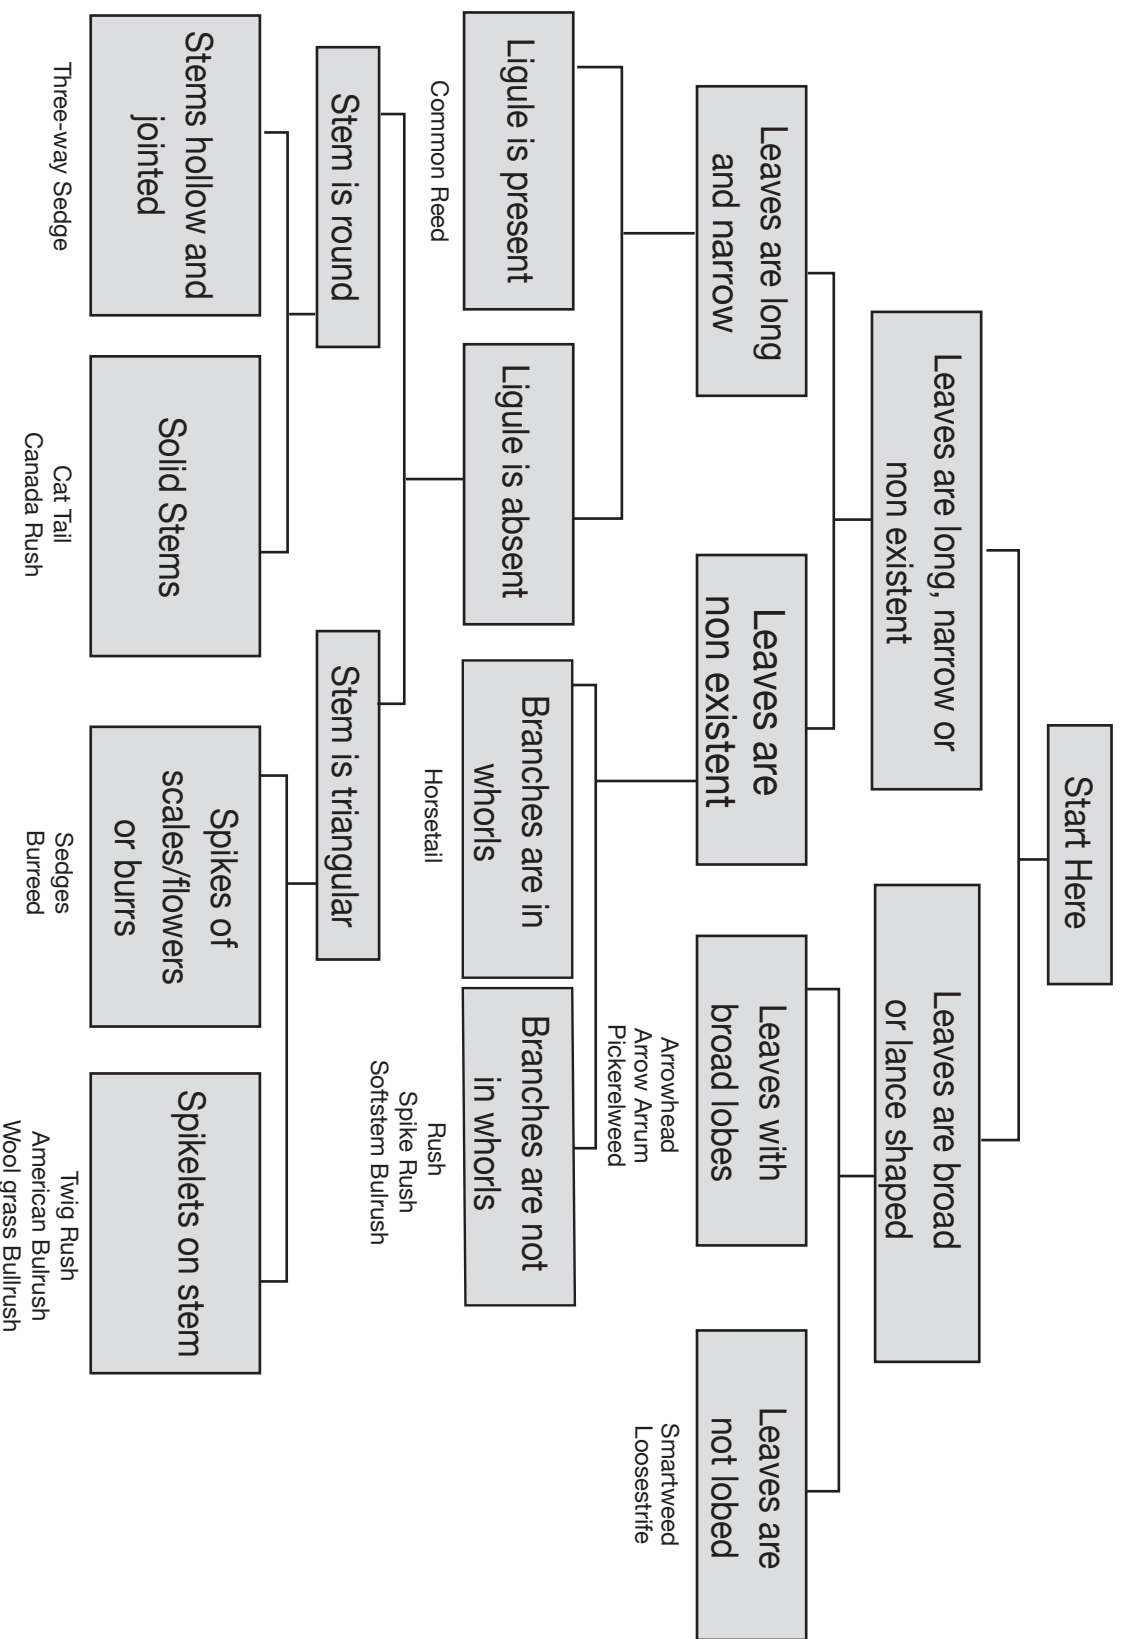 Start Here
Leaves are long, narrow or
non existent
Leaves are broad
or lance shaped
Leaves are long
and narrow
Leaves are
non existent
Leaves with
broad lobes
Leaves are
not lobed
Arrowhead
Arrow Arrum
Pickerelweed
Smartweed
Loosestrife
Ligule is present
Ligule is absent
Branches are in
whorls
Branches are not
in whorls
Common Reed
Horsetail
Rush
Spike Rush
Softstem Bulrush
Stem is round
Stem is triangular
Stems hollow and
jointed
Solid Stems
Spikes of
scales/flowers
or burrs
Spikelets on stem
Three-way Sedge
Cat Tail
Canada Rush
Sedges
Burreed
Twig Rush
American Bulrush
Wool grass Bullrush